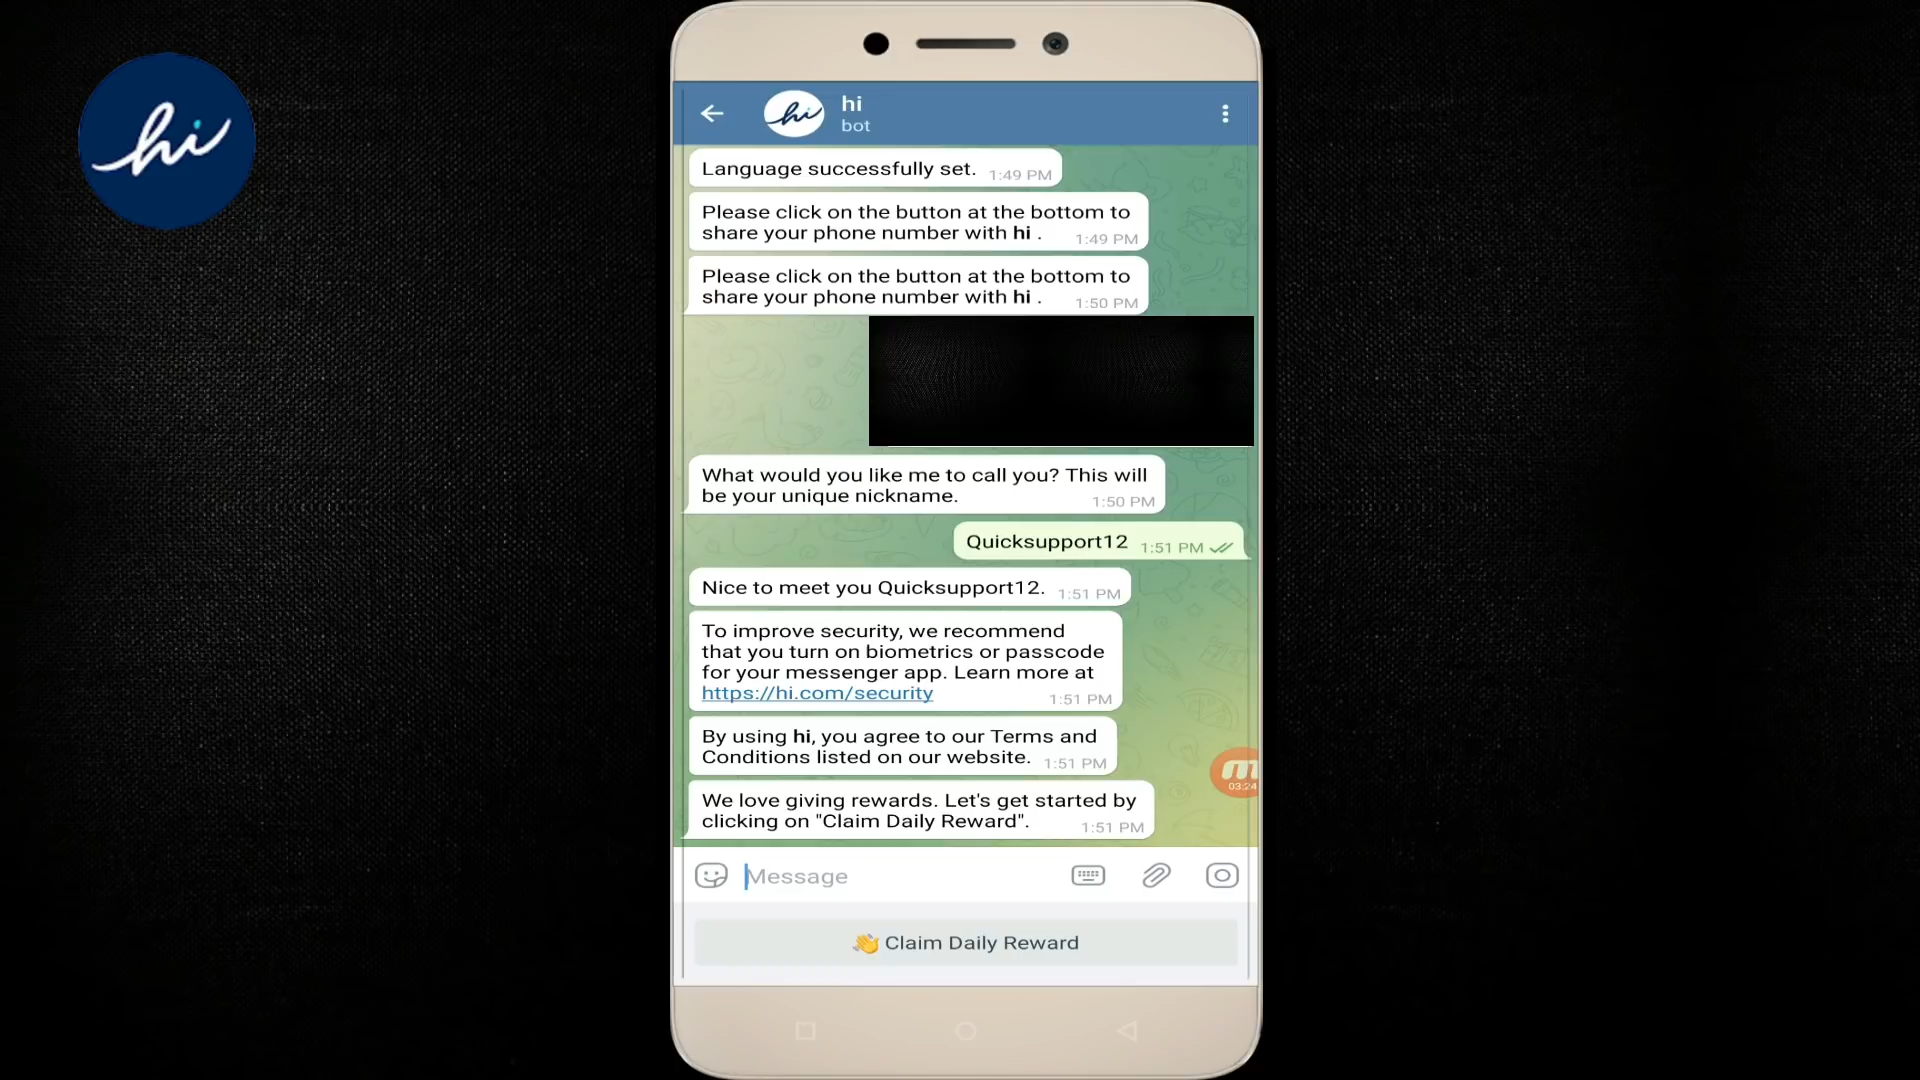 hi
hi
hi
bot
Language successfully set. 1:49 PM
Please click on the button at the bottom to
share your phone number with hi . 1:49 PM
Please click on the button at the bottom to
share your phone number with hi . 1:50 PM
What would you like me to call you? This will
be your unique nickname. 1:50 PM
Quicksupport12 1:51 PM
Nice to meet you Quicksupport12. 1:51 PM
To improve security, we recommend
that you turn on biometrics or passcode
for your messenger app. Learn more at
https://hi.com/security 1:51 PM
By using hi, you agree to our Terms and
Conditions listed on our website. 1:51 PM
03:24
We love giving rewards. Let's get started by
clicking on "Claim Daily Reward". 1:51 PM
Message
👋 Claim Daily Reward